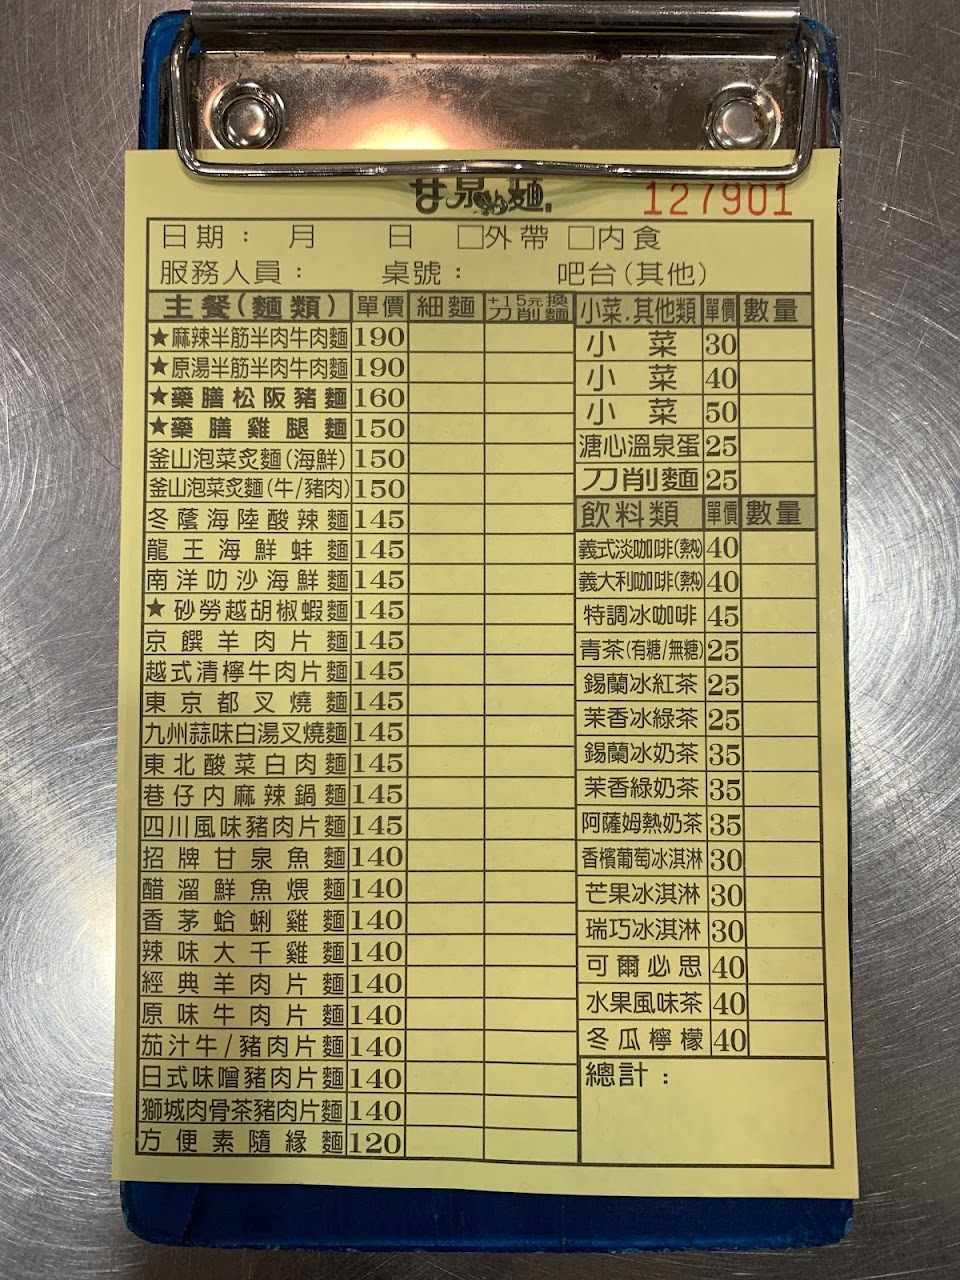 甘泉麵 127901
日期： 月 日 □外帶 □內食
服務人員： 桌號： 吧台(其他)
主餐(麵類) 單價 細麵 +15元換刀削麵
★麻辣半筋半肉牛肉麵 190
★原湯半筋半肉牛肉麵 190
★藥膳松阪豬麵 160
★藥膳雞腿麵 150
釜山泡菜炙麵(海鮮) 150
釜山泡菜炙麵(牛/豬肉) 150
冬蔭海陸酸辣麵 145
龍王海鮮蚌麵 145
南洋叻沙海鮮麵 145
★砂勞越胡椒蝦麵 145
京饌羊肉片麵 145
越式清檸牛肉片麵 145
東京都叉燒麵 145
九州蒜味白湯叉燒麵 145
東北酸菜白肉麵 145
巷仔內麻辣鍋麵 145
四川風味豬肉片麵 145
招牌甘泉魚麵 140
醋溜鮮魚煨麵 140
香茅蛤蜊雞麵 140
辣味大千雞麵 140
經典羊肉片麵 140
原味牛肉片麵 140
茄汁牛/豬肉片麵 140
日式味噌豬肉片麵 140
獅城肉骨茶豬肉片麵 140
方便素隨緣麵 120
小菜.其他類 單價 數量
小菜 30
小菜 40
小菜 50
溏心溫泉蛋 25
刀削麵 25
飲料類 單價 數量
義式淡咖啡(熱) 40
義大利咖啡(熱) 40
特調冰咖啡 45
青茶(有糖/無糖) 25
錫蘭冰紅茶 25
茉香冰綠茶 25
錫蘭冰奶茶 35
茉香綠奶茶 35
阿薩姆熱奶茶 35
香檳葡萄冰淇淋 30
芒果冰淇淋 30
瑞巧冰淇淋 30
可爾必思 40
水果風味茶 40
冬瓜檸檬 40
總計：